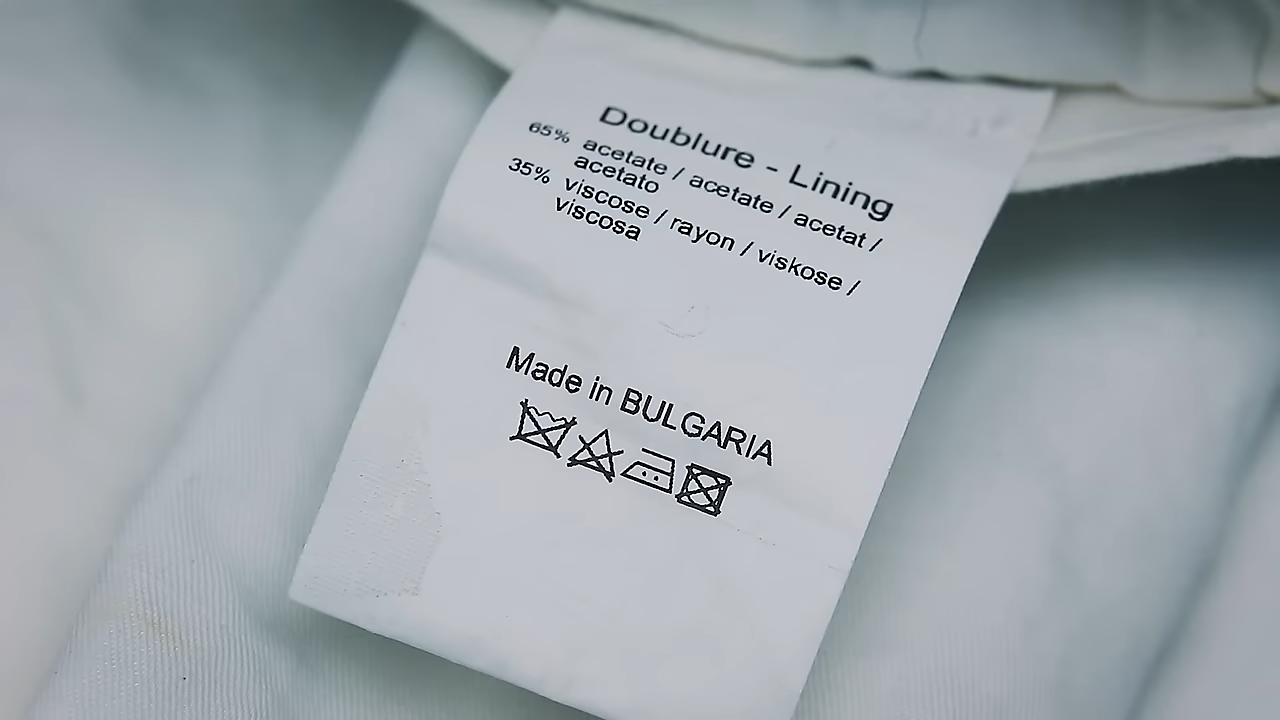 Doublure - Lining
65% acetate / acetate / acetat /
acetato
35% viscose / rayon / viskose /
viscosa
Made in BULGARIA